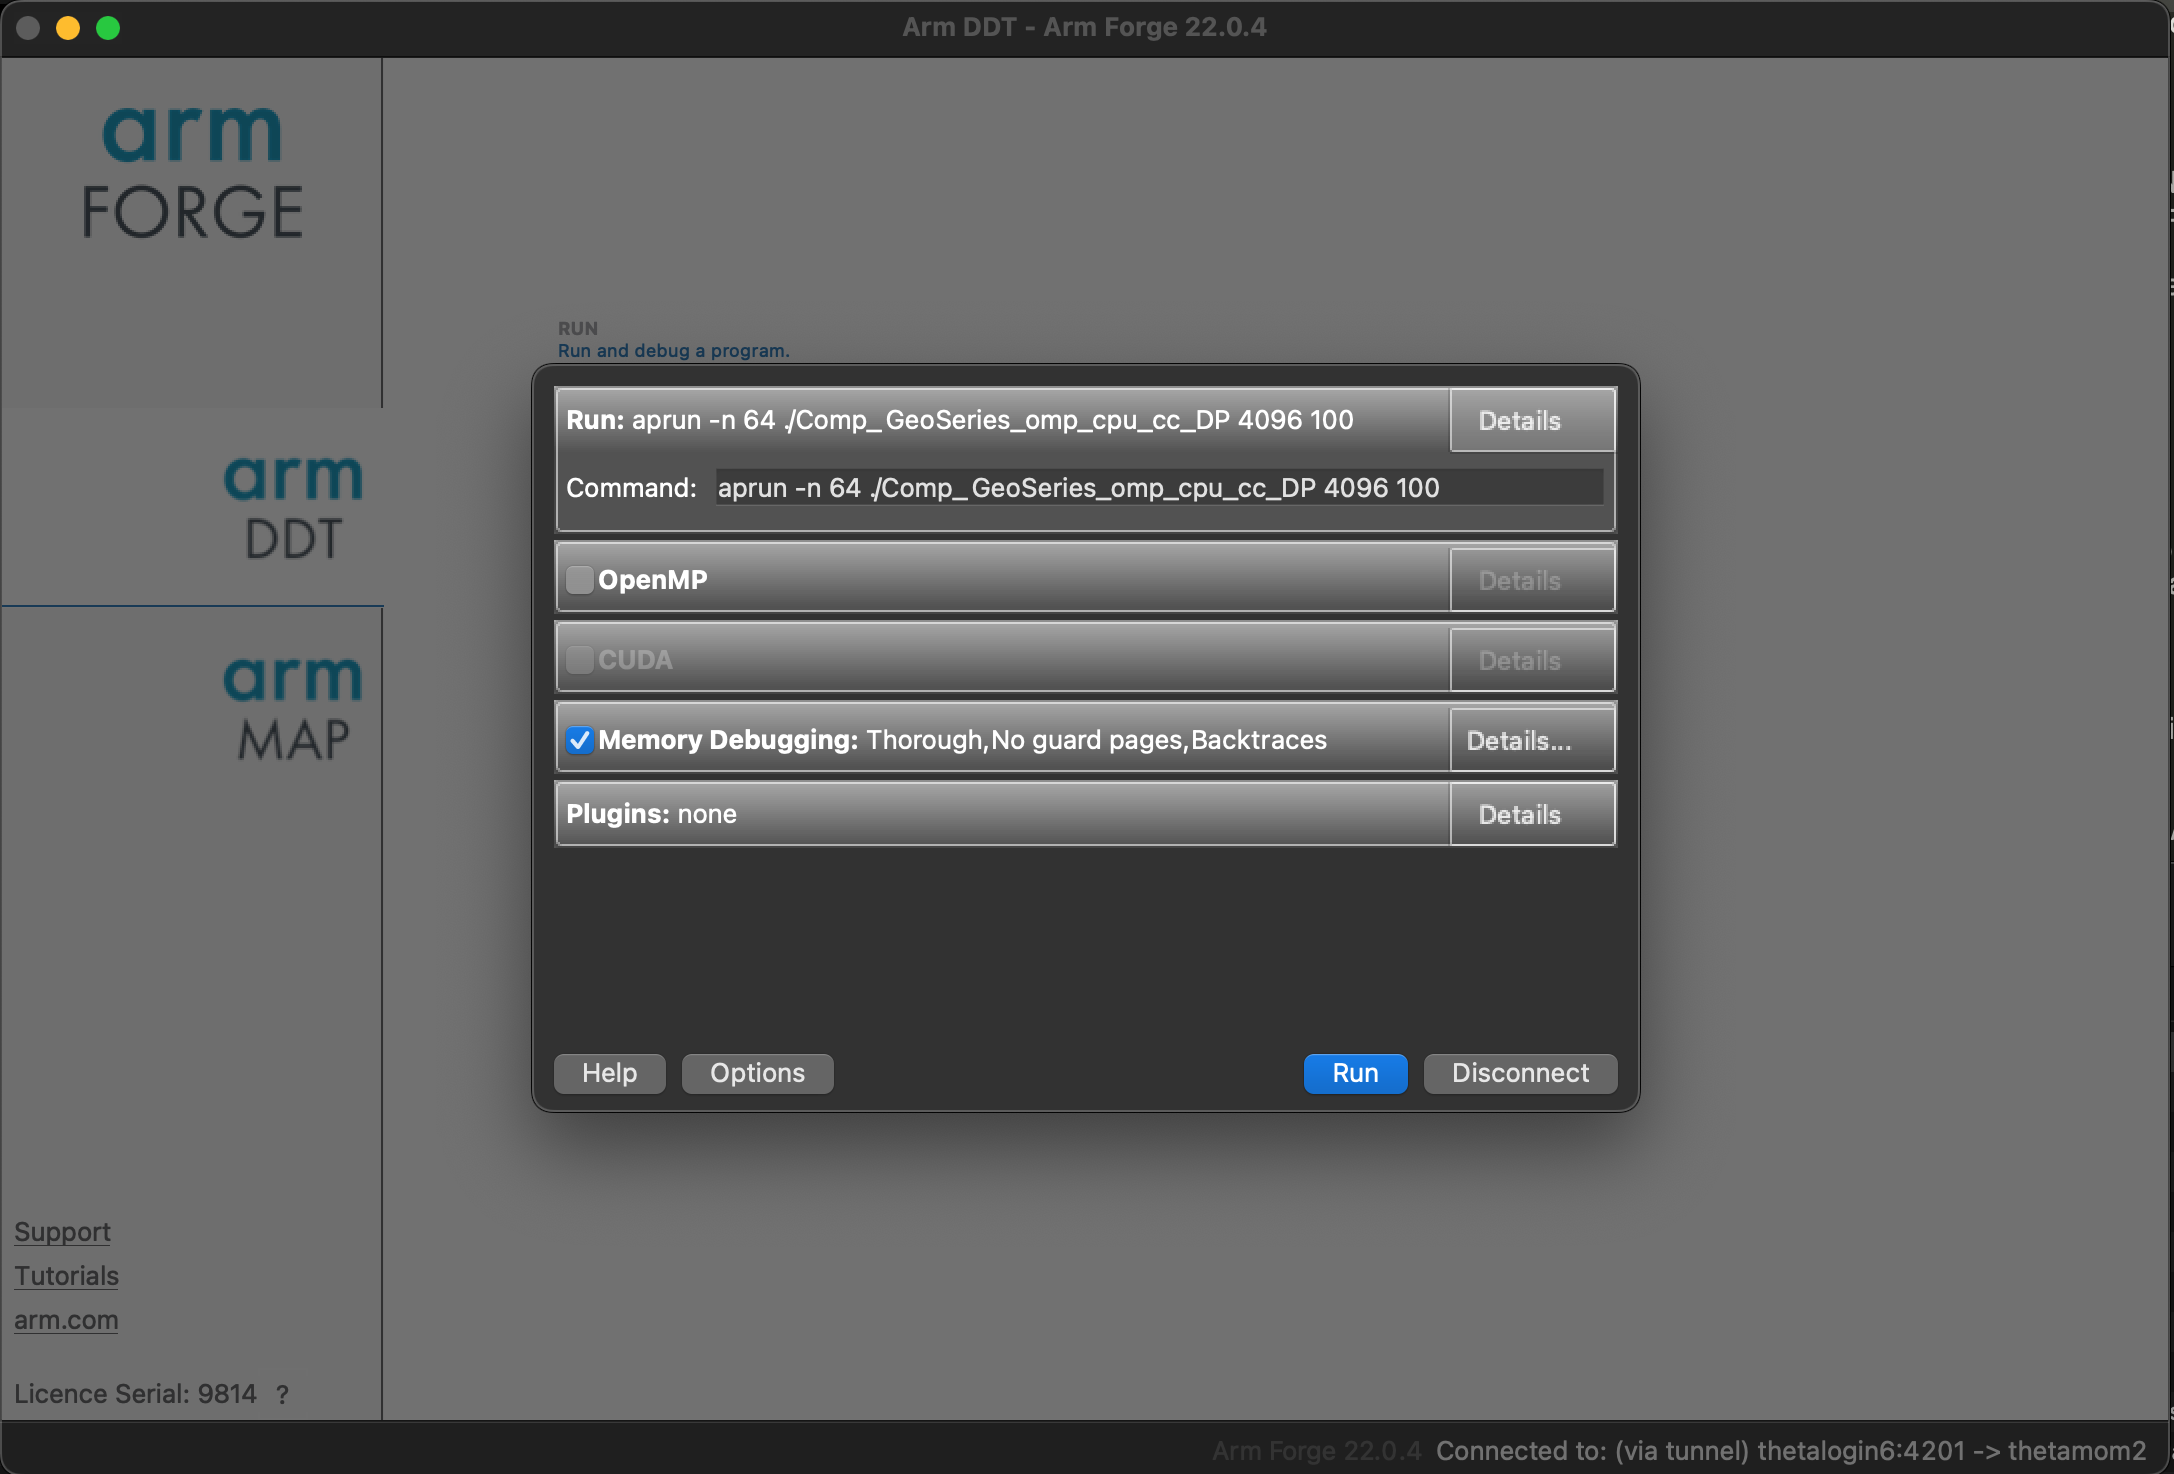 Arm DDT - Arm Forge 22.0.4
arm
FORGE
arm
DDT
arm
MAP
RUN
Run and debug a program.
Run: aprun -n 64 ./Comp_GeoSeries_omp_cpu_cc_DP 4096 100
Details
Command: aprun -n 64 ./Comp_GeoSeries_omp_cpu_cc_DP 4096 100
OpenMP
Details
CUDA
Details
Memory Debugging: Thorough,No guard pages,Backtraces
Details...
Plugins: none
Details
Help
Options
Run
Disconnect
Support
Tutorials
arm.com
Licence Serial: 9814 ?
Arm Forge 22.0.4 Connected to: (via tunnel) thetalogin6:4201 -> thetamom2